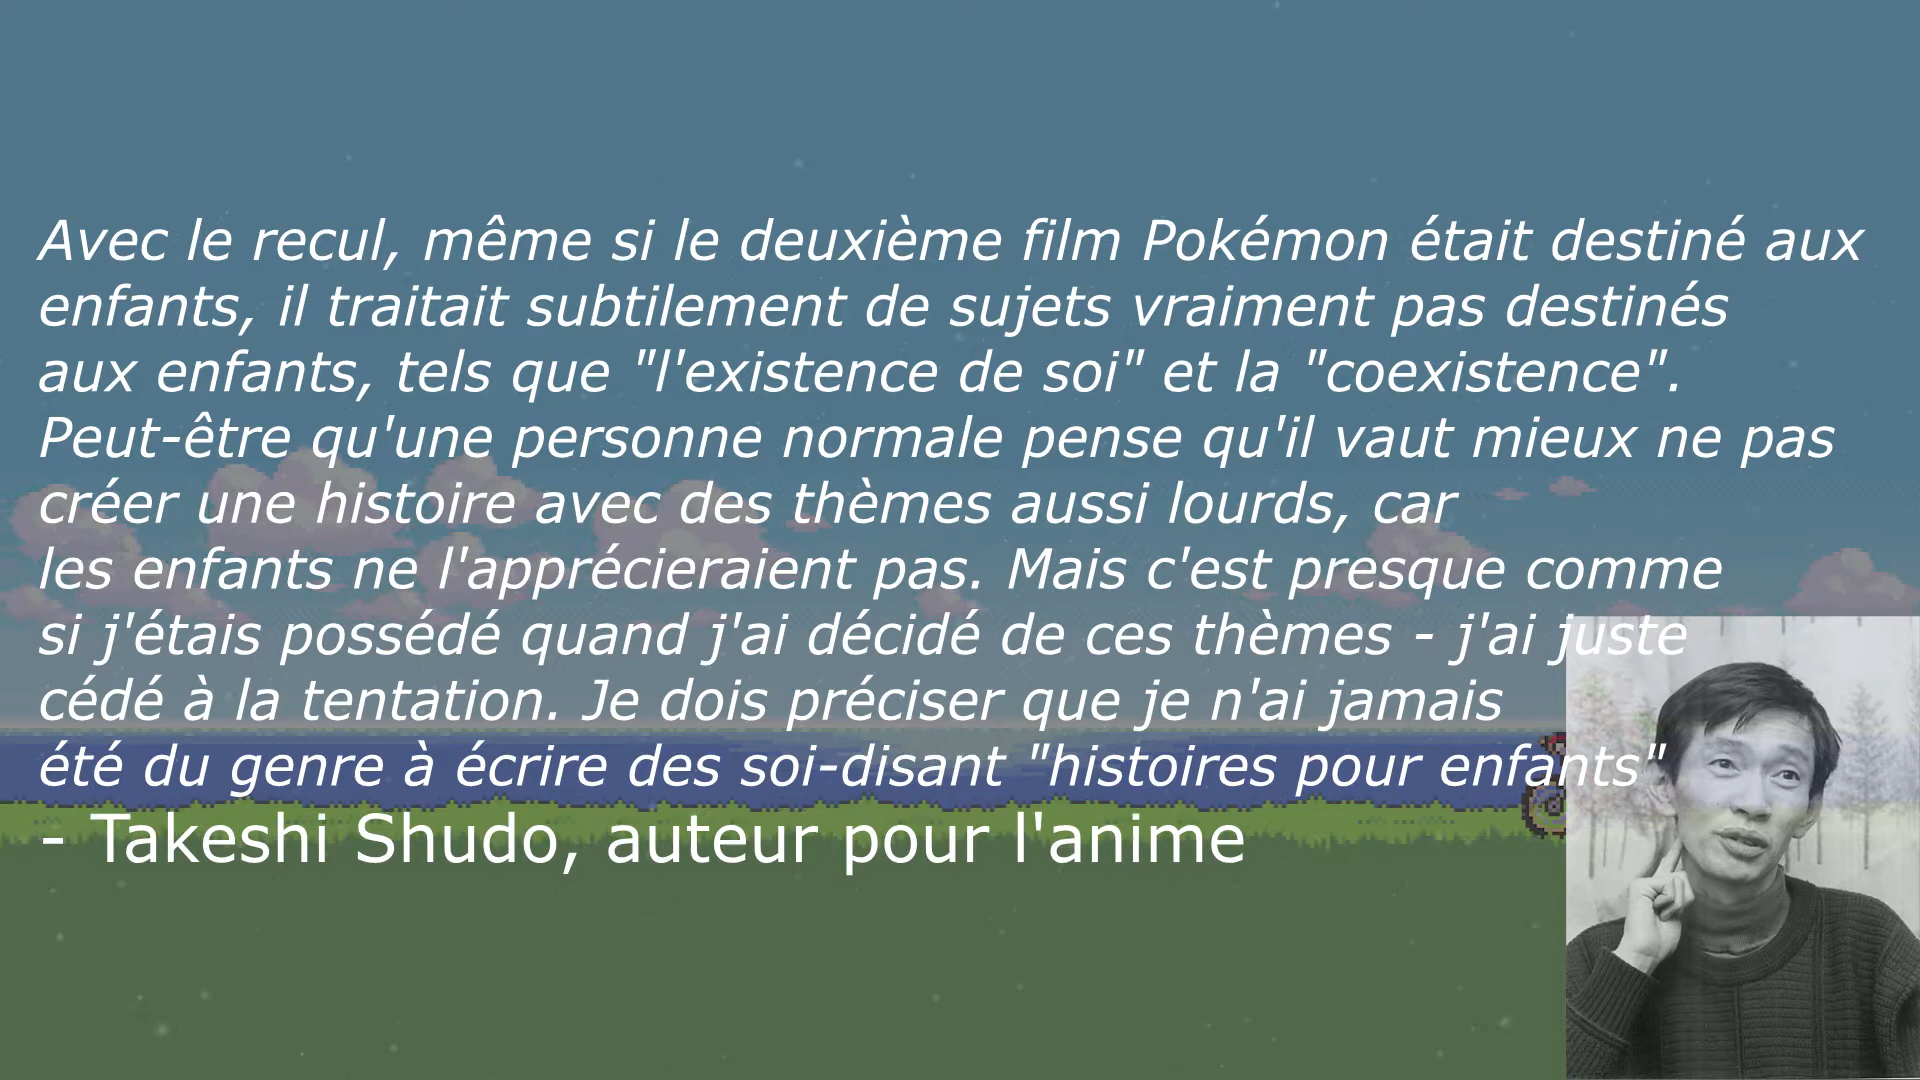 Avec le recul, même si le deuxième film Pokémon était destiné aux
enfants, il traitait subtilement de sujets vraiment pas destinés
aux enfants, tels que "l'existence de soi" et la "coexistence".
Peut-être qu'une personne normale pense qu'il vaut mieux ne pas
créer une histoire avec des thèmes aussi lourds, car
les enfants ne l'apprécieraient pas. Mais c'est presque comme
si j'étais possédé quand j'ai décidé de ces thèmes - j'ai juste
cédé à la tentation. Je dois préciser que je n'ai jamais
été du genre à écrire des soi-disant "histoires pour enfants"
- Takeshi Shudo, auteur pour l'anime